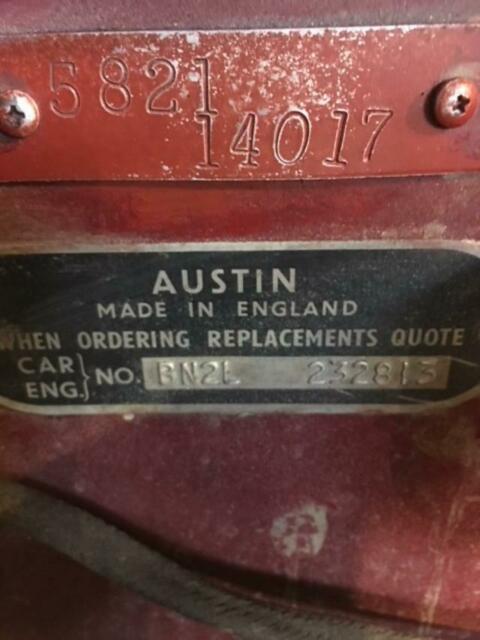 5821
14017
AUSTIN
MADE IN ENGLAND
WHEN ORDERING REPLACEMENTS QUOTE
CAR
ENG. } NO. BN2L 232813